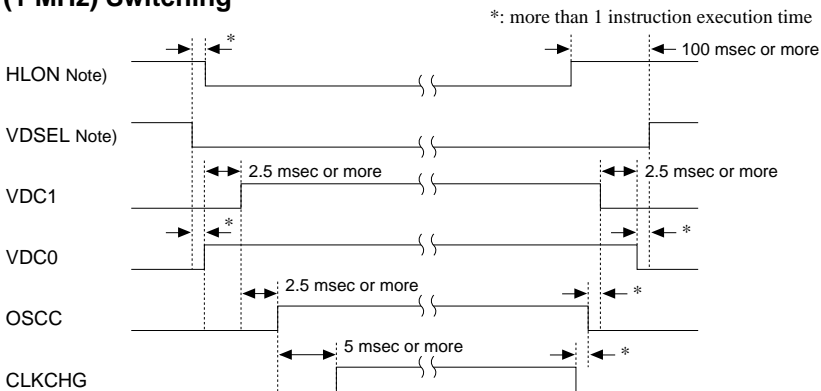 (1 MHz) Switching
*: more than 1 instruction execution time
*
100 msec or more
HLON Note)
VDSEL Note)
2.5 msec or more
2.5 msec or more
VDC1
*
*
VDC0
2.5 msec or more
*
OSCC
5 msec or more
*
CLKCHG